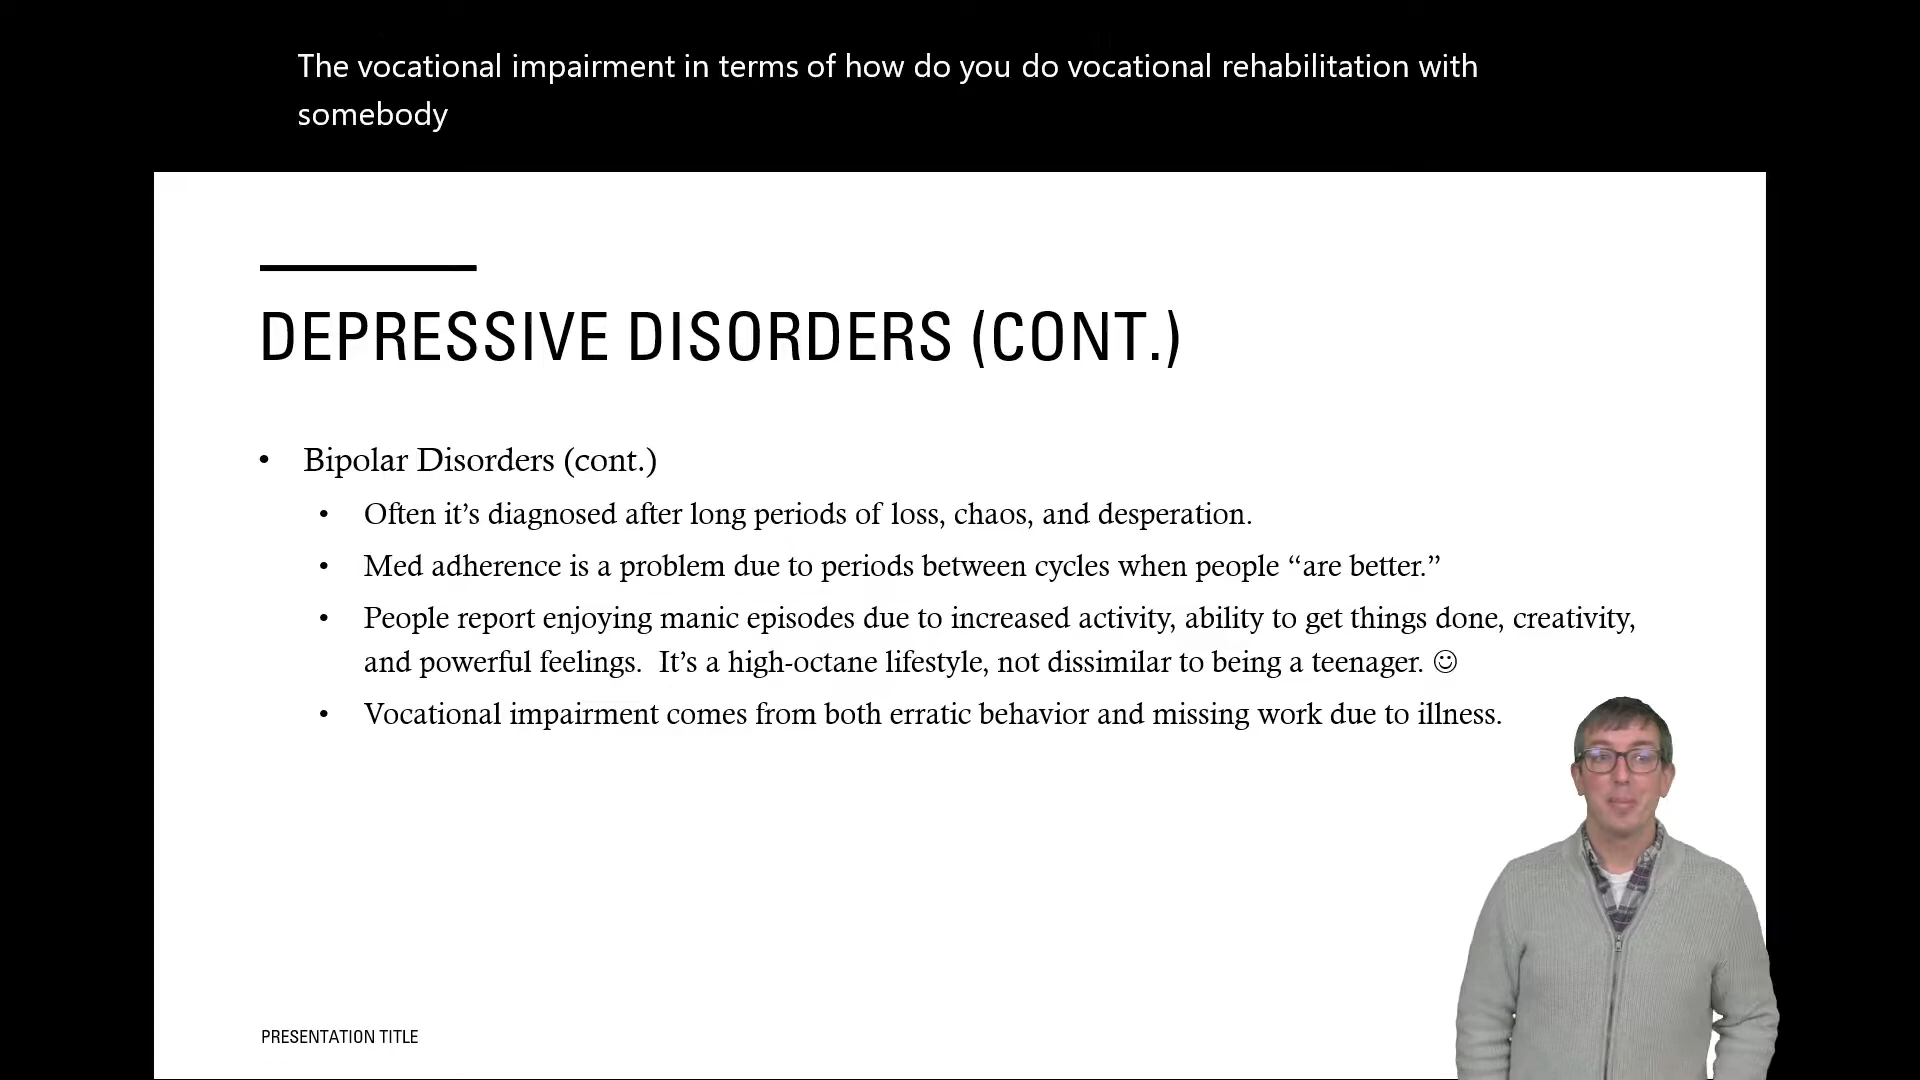 The vocational impairment in terms of how do you do vocational rehabilitation with
somebody
DEPRESSIVE DISORDERS (CONT.)
• Bipolar Disorders (cont.)
• Often it’s diagnosed after long periods of loss, chaos, and desperation.
• Med adherence is a problem due to periods between cycles when people “are better.”
• People report enjoying manic episodes due to increased activity, ability to get things done, creativity,
and powerful feelings.  It’s a high-octane lifestyle, not dissimilar to being a teenager. ☺
• Vocational impairment comes from both erratic behavior and missing work due to illness.
PRESENTATION TITLE